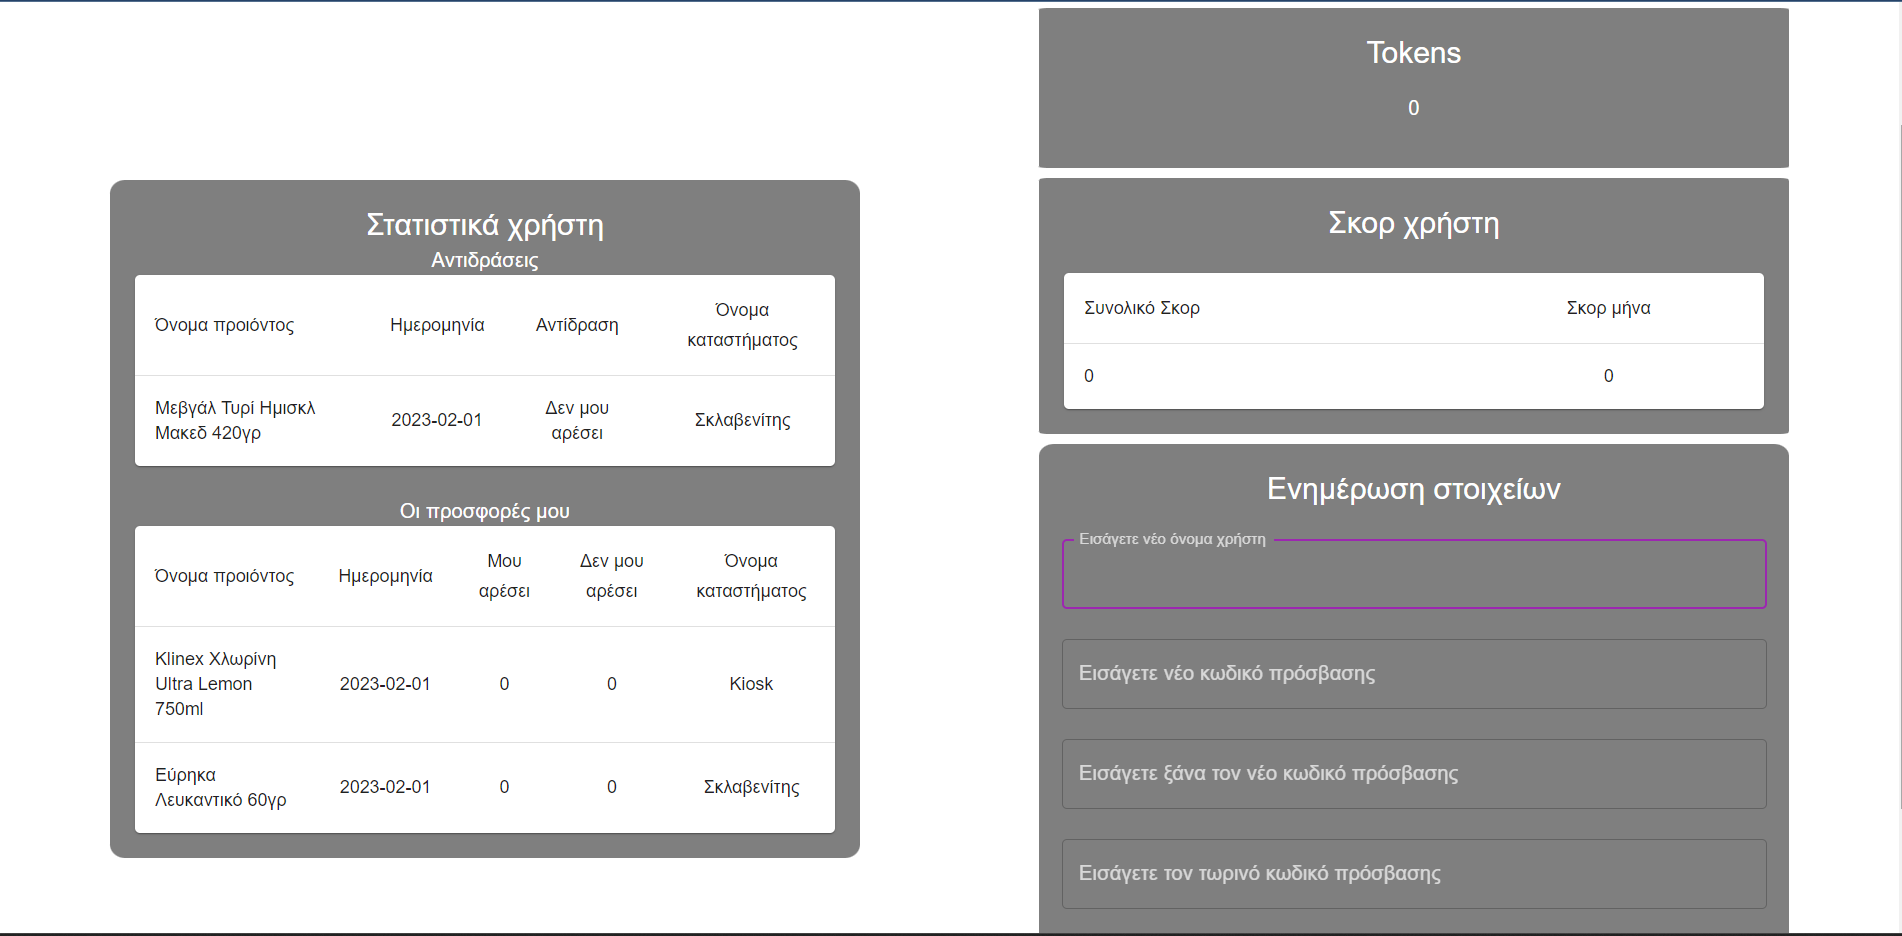 Στατιστικά χρήστη
Αντιδράσεις
Όνομα προιόντος Ημερομηνία Αντίδραση Όνομα καταστήματος
Μεβγάλ Τυρί Ημισκλ
Μακεδ 420γρ
2023-02-01
Δεν μου
αρέσει
Σκλαβενίτης
Οι προσφορές μου
Όνομα προιόντος Ημερομηνία Μου αρέσει Δεν μου αρέσει Όνομα καταστήματος
Klinex Χλωρίνη
Ultra Lemon
750ml
2023-02-01 0 0 Kiosk
Εύρηκα
Λευκαντικό 60γρ
2023-02-01 0 0 Σκλαβενίτης
Tokens
0
Σκορ χρήστη
Συνολικό Σκορ Σκορ μήνα
0 0
Ενημέρωση στοιχείων
Εισάγετε νέο όνομα χρήστη
Εισάγετε νέο κωδικό πρόσβασης
Εισάγετε ξάνα τον νέο κωδικό πρόσβασης
Εισάγετε τον τωρινό κωδικό πρόσβασης